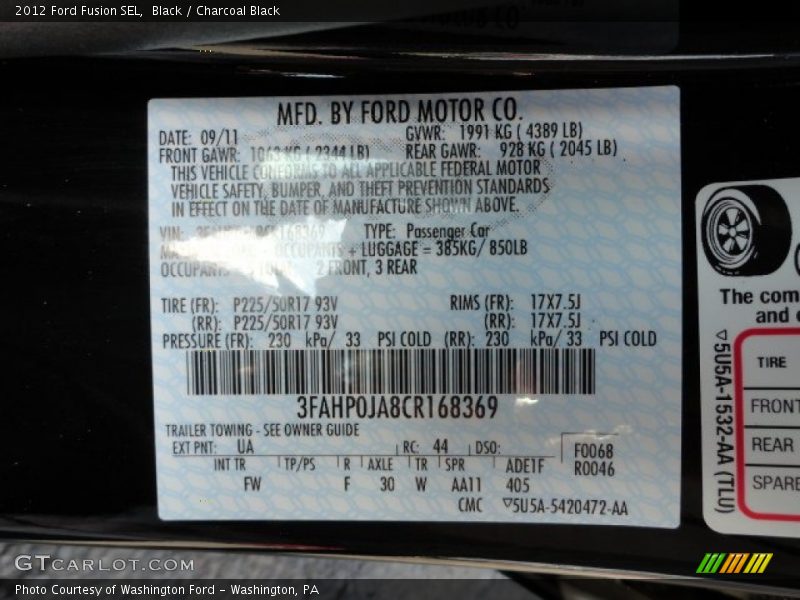 2012 Ford Fusion SEL, Black / Charcoal Black
MFD. BY FORD MOTOR CO.
DATE: 09/11 GVWR: 1991 KG ( 4389 LB)
FRONT GAWR: 1063 KG ( 2344 LB) REAR GAWR: 928 KG ( 2045 LB)
THIS VEHICLE CONFORMS TO ALL APPLICABLE FEDERAL MOTOR
VEHICLE SAFETY, BUMPER, AND THEFT PREVENTION STANDARDS
IN EFFECT ON THE DATE OF MANUFACTURE SHOWN ABOVE.
VIN: TYPE: Passenger Car
OCCUPANTS + LUGGAGE = 385KG/ 850LB
2 FRONT, 3 REAR
TIRE (FR): P225/50R17 93V RIMS (FR): 17X7.5J
(RR): P225/50R17 93V (RR): 17X7.5J
PRESSURE (FR): 230 kPa/ 33 PSI COLD (RR): 230 kPa/ 33 PSI COLD
3FAHP0JA8CR168369
TRAILER TOWING - SEE OWNER GUIDE
EXT PNT: UA RC: 44 DSO: F0068
INT TR TP/PS R AXLE TR SPR ADE1F R0046
FW F 30 W AA11 405
CMC ▽5U5A-5420472-AA
The com
and
▽5U5A-1532-AA (TLU)
TIRE
FRONT
REAR
SPARE
GTCARLOT.COM
Photo Courtesy of Washington Ford - Washington, PA